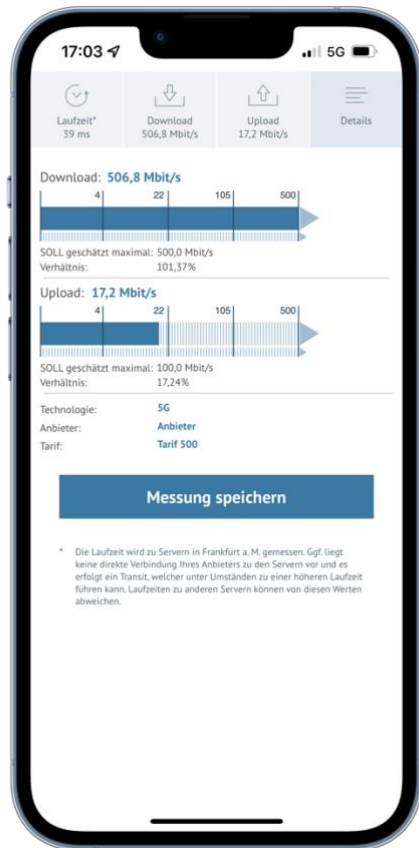 17:03
5G
Laufzeit*
39 ms
Download
506,8 Mbit/s
Upload
17,2 Mbit/s
Details
Download: 506,8 Mbit/s
4 22 105 500
SOLL geschätzt maximal: 500,0 Mbit/s
Verhältnis: 101,37%
Upload: 17,2 Mbit/s
4 22 105 500
SOLL geschätzt maximal: 100,0 Mbit/s
Verhältnis: 17,24%
Technologie: 5G
Anbieter: Anbieter
Tarif: Tarif 500
Messung speichern
* Die Laufzeit wird zu Servern in Frankfurt a. M. gemessen. Ggf. liegt
keine direkte Verbindung Ihres Anbieters zu den Servern vor und es
erfolgt ein Transit, welcher unter Umständen zu einer höheren Laufzeit
führen kann. Laufzeiten zu anderen Servern können von diesen Werten
abweichen.